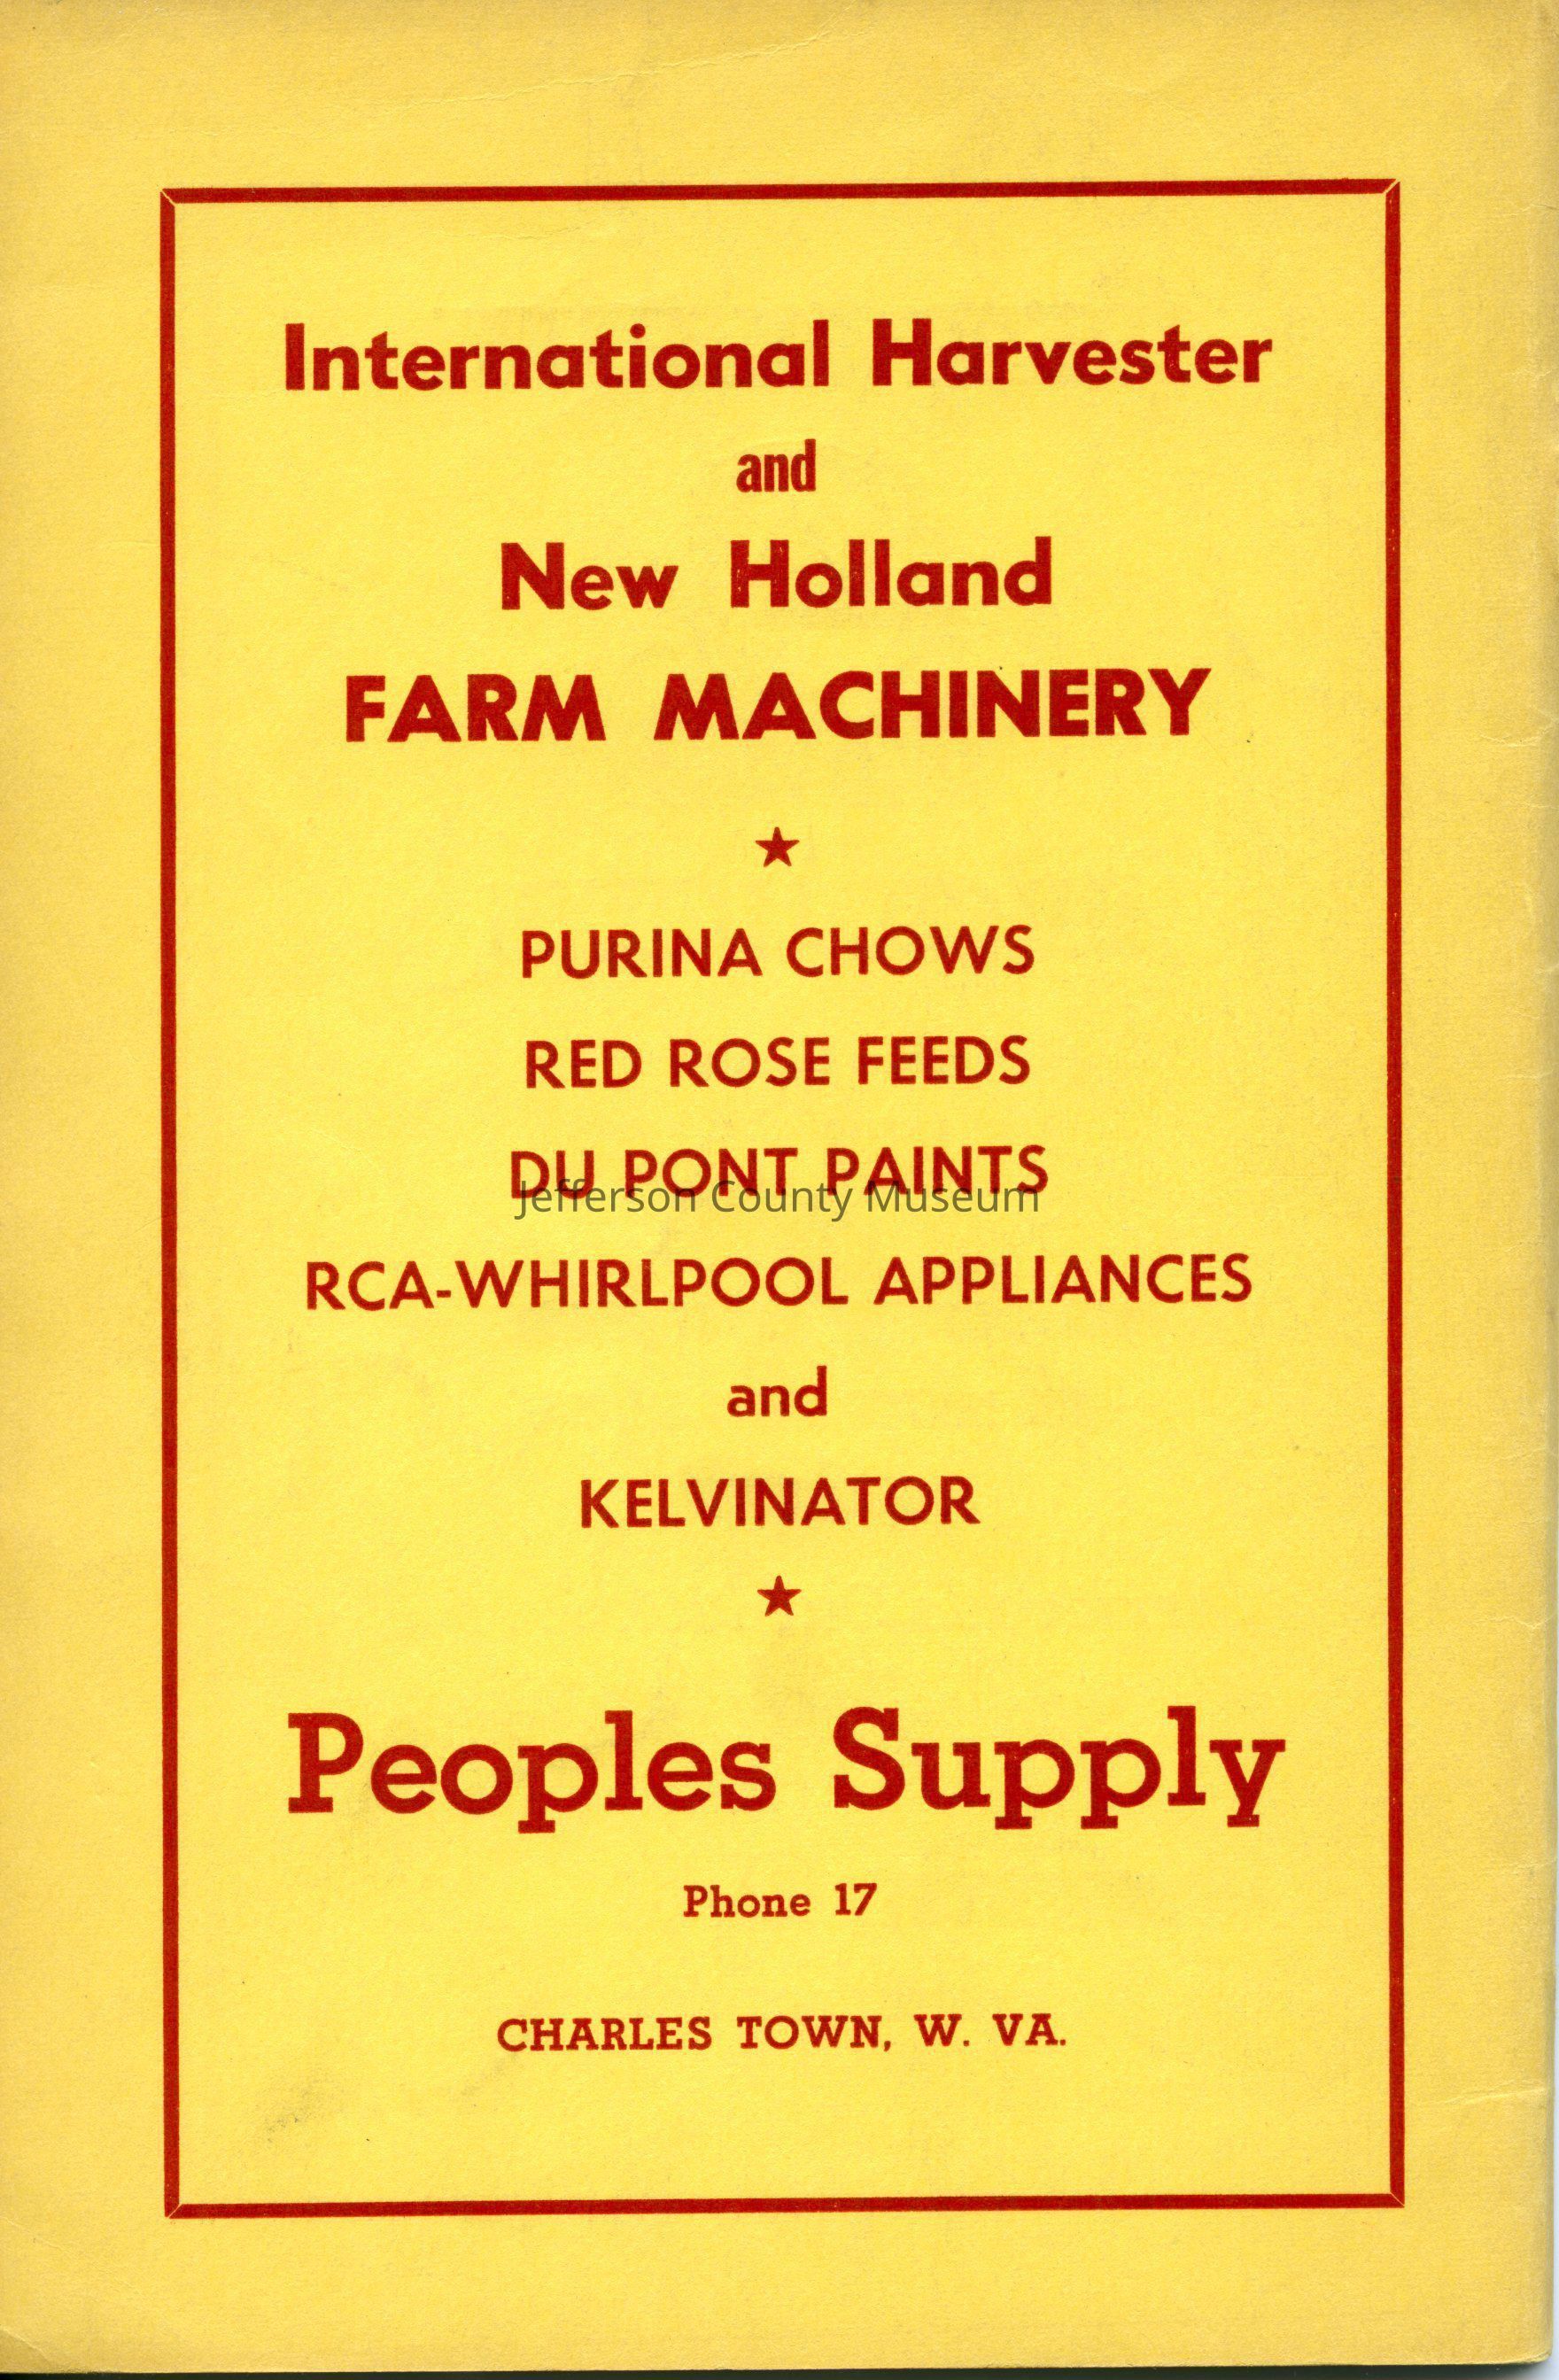 International Harvester
and
New Holland
FARM MACHINERY
PURINA CHOWS
RED ROSE FEEDS
DU PONT PAINTS
Jefferson County Museum
RCA-WHIRLPOOL APPLIANCES
and
KELVINATOR
Peoples Supply
Phone 17
CHARLES TOWN, W. VA.